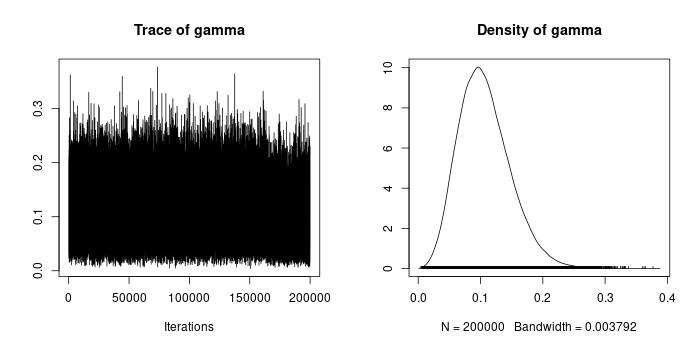 Trace of gamma
0.0
0.1
0.2
0.3
0 50000 100000 150000 200000
Iterations
Density of gamma
0
2
4
6
8
10
0.0 0.1 0.2 0.3 0.4
N = 200000 Bandwidth = 0.003792